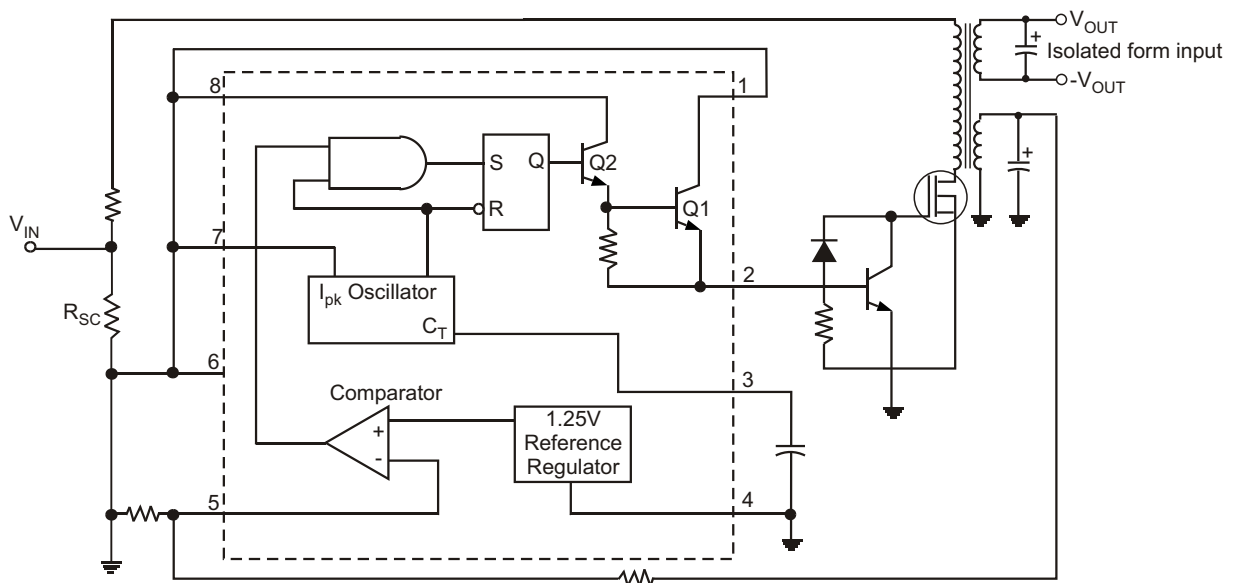 V_OUT
Isolated form input
-V_OUT
+
+
8
1
S
Q
Q2
R
Q1
V_IN
7
2
I_pk Oscillator
C_T
R_SC
6
3
Comparator
+
-
1.25V
Reference
Regulator
5
4